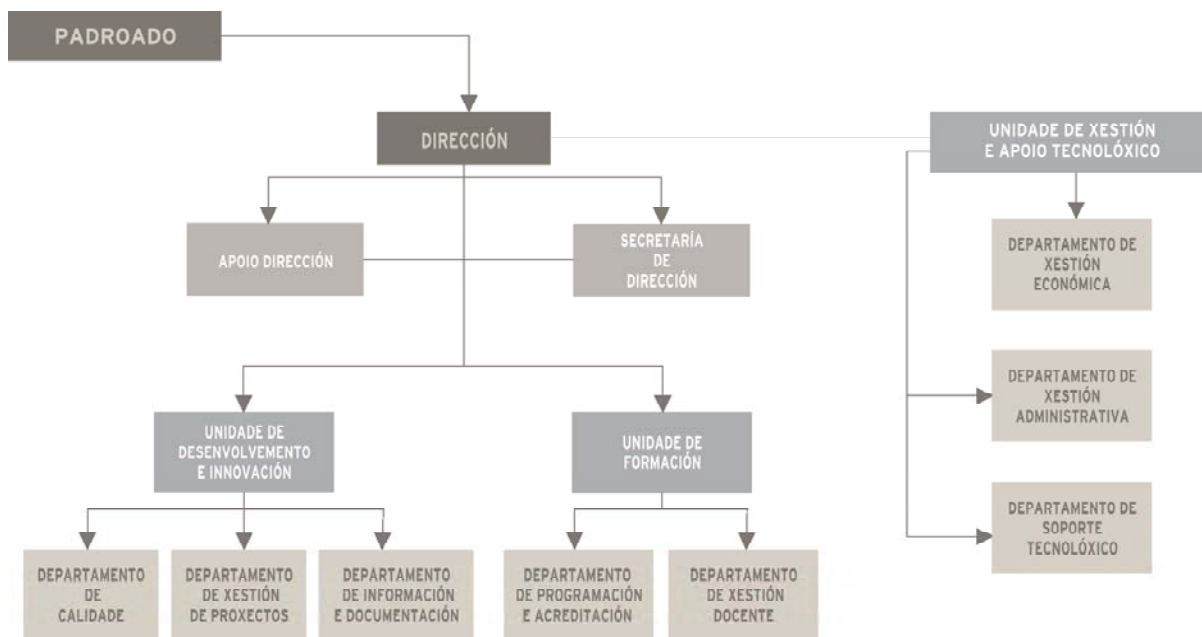 PADROADO
DIRECCIÓN
UNIDADE DE XESTIÓN
E APOIO TECNOLÓXICO
APOIO DIRECCIÓN
SECRETARÍA
DE
DIRECCIÓN
DEPARTAMENTO DE
XESTIÓN
ECONÓMICA
DEPARTAMENTO DE
XESTIÓN
ADMINISTRATIVA
DEPARTAMENTO DE
SOPORTE
TECNOLÓXICO
UNIDADE DE
DESENVOLVEMENTO
E INNOVACIÓN
UNIDADE DE
FORMACIÓN
DEPARTAMENTO
DE
CALIDADE
DEPARTAMENTO
DE XESTIÓN
DE PROXECTOS
DEPARTAMENTO
DE INFORMACIÓN
E DOCUMENTACIÓN
DEPARTAMENTO
DE PROGRAMACIÓN
E ACREDITACIÓN
DEPARTAMENTO
DE XESTIÓN
DOCENTE